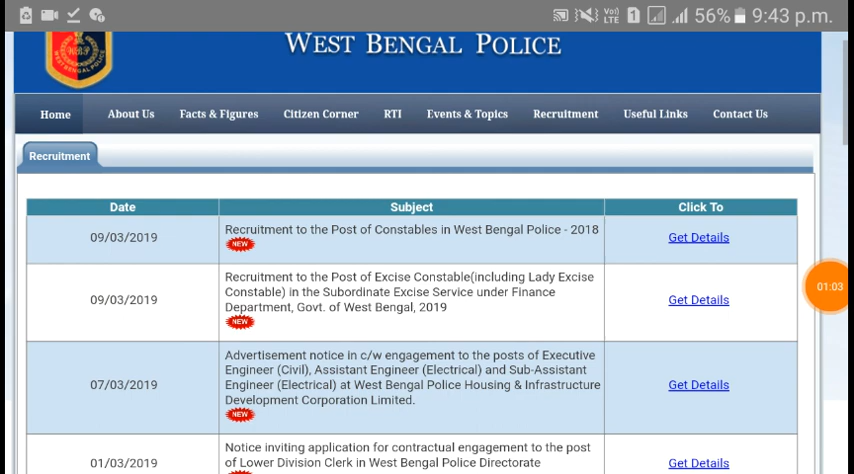 Vo))
LTE
1
56%
9:43 p.m.
WEST BENGAL POLICE
WEST BENGAL POLICE
Home About Us Facts & Figures Citizen Corner RTI Events & Topics Recruitment Useful Links Contact Us
Recruitment
Date Subject Click To
09/03/2019
Recruitment to the Post of Constables in West Bengal Police - 2018
NEW
Get Details
09/03/2019
Recruitment to the Post of Excise Constable(including Lady Excise
Constable) in the Subordinate Excise Service under Finance
Department, Govt. of West Bengal, 2019
NEW
Get Details
01:03
07/03/2019
Advertisement notice in c/w engagement to the posts of Executive
Engineer (Civil), Assistant Engineer (Electrical) and Sub-Assistant
Engineer (Electrical) at West Bengal Police Housing & Infrastructure
Development Corporation Limited.
NEW
Get Details
01/03/2019
Notice inviting application for contractual engagement to the post
of Lower Division Clerk in West Bengal Police Directorate
Get Details